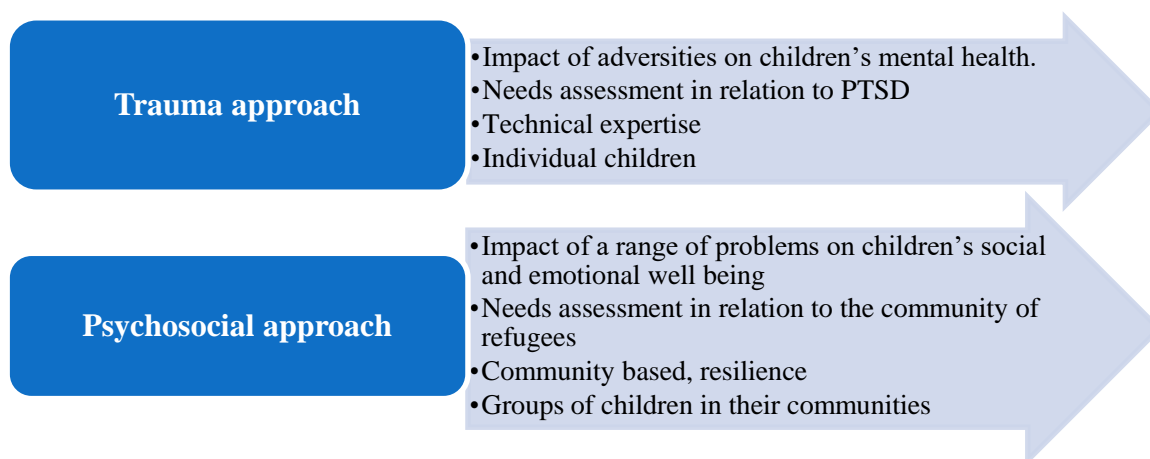 Trauma approach
•Impact of adversities on children’s mental health.
•Needs assessment in relation to PTSD
•Technical expertise
•Individual children
Psychosocial approach
•Impact of a range of problems on children’s social
and emotional well being
•Needs assessment in relation to the community of
refugees
•Community based, resilience
•Groups of children in their communities